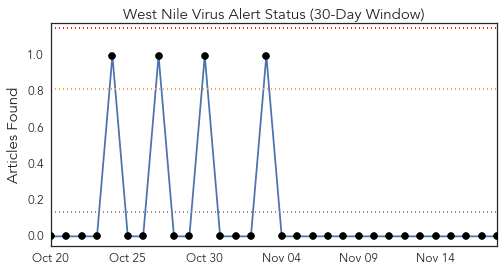 West Nile Virus Alert Status (30-Day Window)
Articles Found
1.0
0.8
0.6
0.4
0.2
0.0
Oct 20 Oct 25 Oct 30 Nov 04 Nov 09 Nov 14